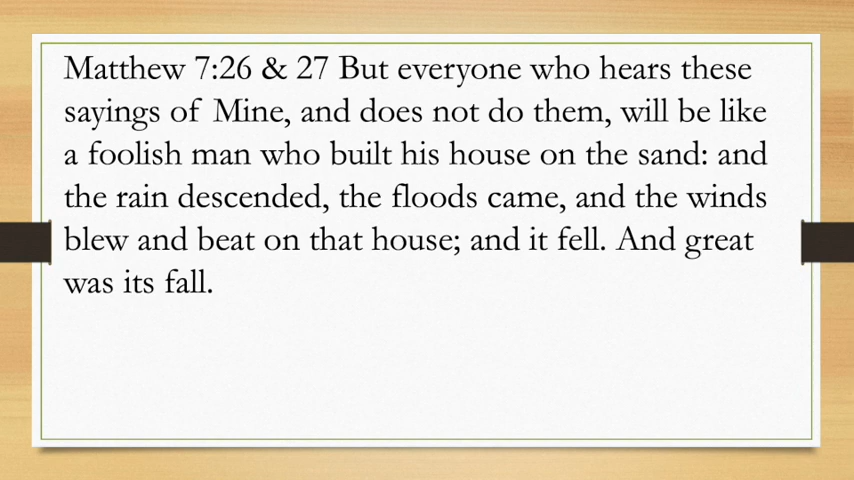 Matthew 7:26 & 27 But everyone who hears these
sayings of Mine, and does not do them, will be like
a foolish man who built his house on the sand: and
the rain descended, the floods came, and the winds
blew and beat on that house; and it fell. And great
was its fall.